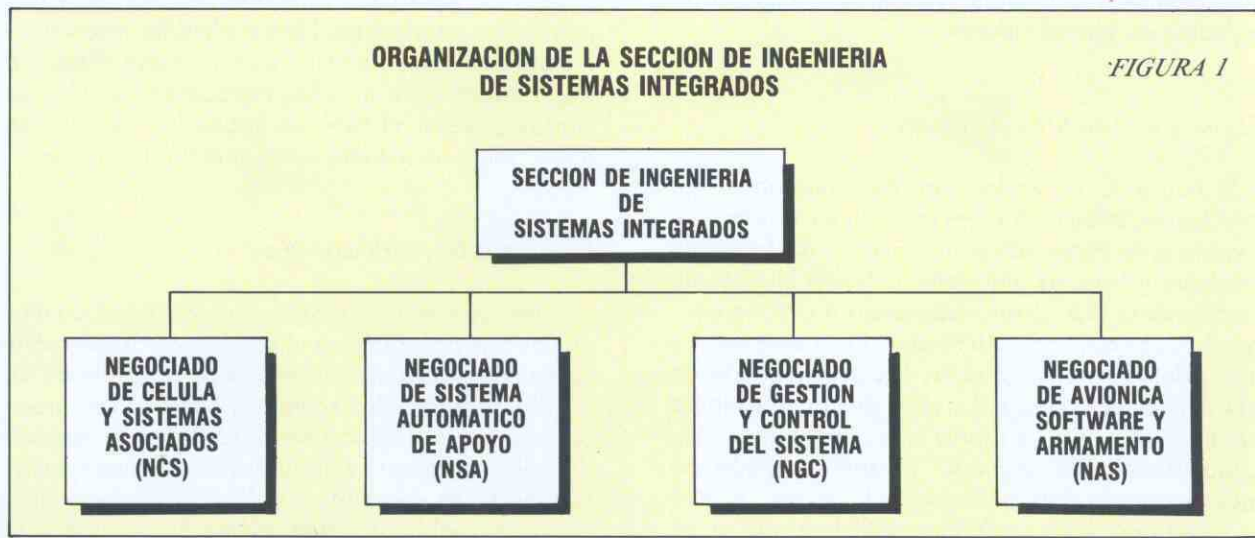 ORGANIZACION DE LA SECCION DE INGENIERIA
DE SISTEMAS INTEGRADOS
FIGURA 1
SECCION DE INGENIERIA
DE
SISTEMAS INTEGRADOS
NEGOCIADO
DE CELULA
Y SISTEMAS
ASOCIADOS
(NCS)
NEGOCIADO
DE SISTEMA
AUTOMATICO
DE APOYO
(NSA)
NEGOCIADO
DE GESTION
Y CONTROL
DEL SISTEMA
(NGC)
NEGOCIADO
DE AVIONICA
SOFTWARE Y
ARMAMENTO
(NAS)